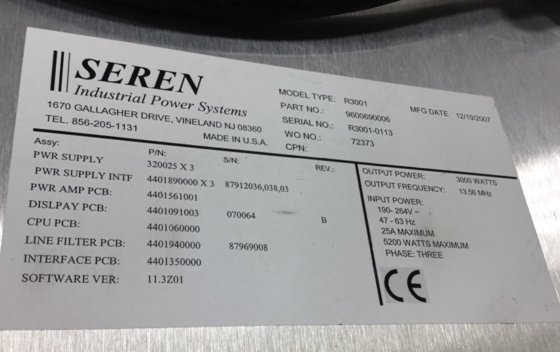 SEREN
Industrial Power Systems
1670 GALLAGHER DRIVE, VINELAND NJ 08360
TEL. 856-205-1131
MADE IN U.S.A.
MODEL TYPE: R3001
PART NO.: 9600690006 MFG DATE 12/19/2007
SERIAL NO.: R3001-0113
WO NO.: 72373
CPN:
Assy: P/N: S/N: REV.:
PWR SUPPLY 320025 X 3
PWR SUPPLY INTF 4401890000 X 3 87912036,038,03
PWR AMP PCB: 4401561001
DISLPAY PCB: 4401091003 070064 B
CPU PCB: 4401060000
LINE FILTER PCB: 4401940000 87969008
INTERFACE PCB: 4401350000
SOFTWARE VER: 11.3Z01
OUTPUT POWER: 3000 WATTS
OUTPUT FREQUENCY: 13.56 MHz
INPUT POWER:
190- 264V ~
47 - 63 Hz
25A MAXIMUM
5200 WATTS MAXIMUM
PHASE: THREE
CE